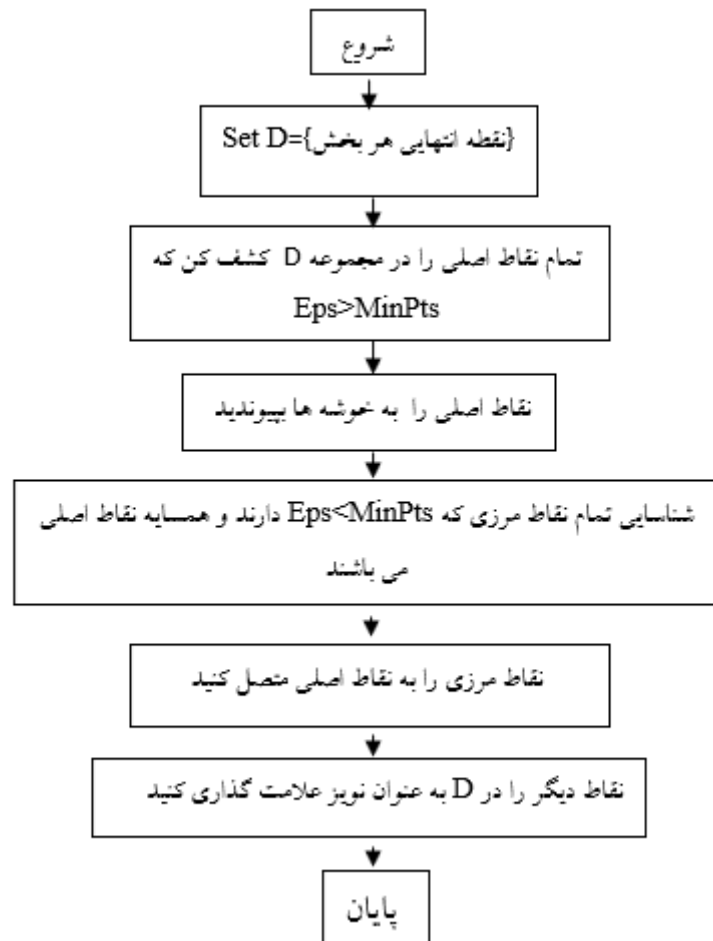 شروع
Set D={نقطه انتهایی هر بخش}
تمام نقاط اصلی را در مجموعه D کشف کن که
Eps>MinPts
نقاط اصلی را به خوشه ها بپیوندید
شناسایی تمام نقاط مرزی که Eps<MinPts دارند و همسایه نقاط اصلی
می باشند
نقاط مرزی را به نقاط اصلی متصل کنید
نقاط دیگر را در D به عنوان نویز علامت گذاری کنید
پایان